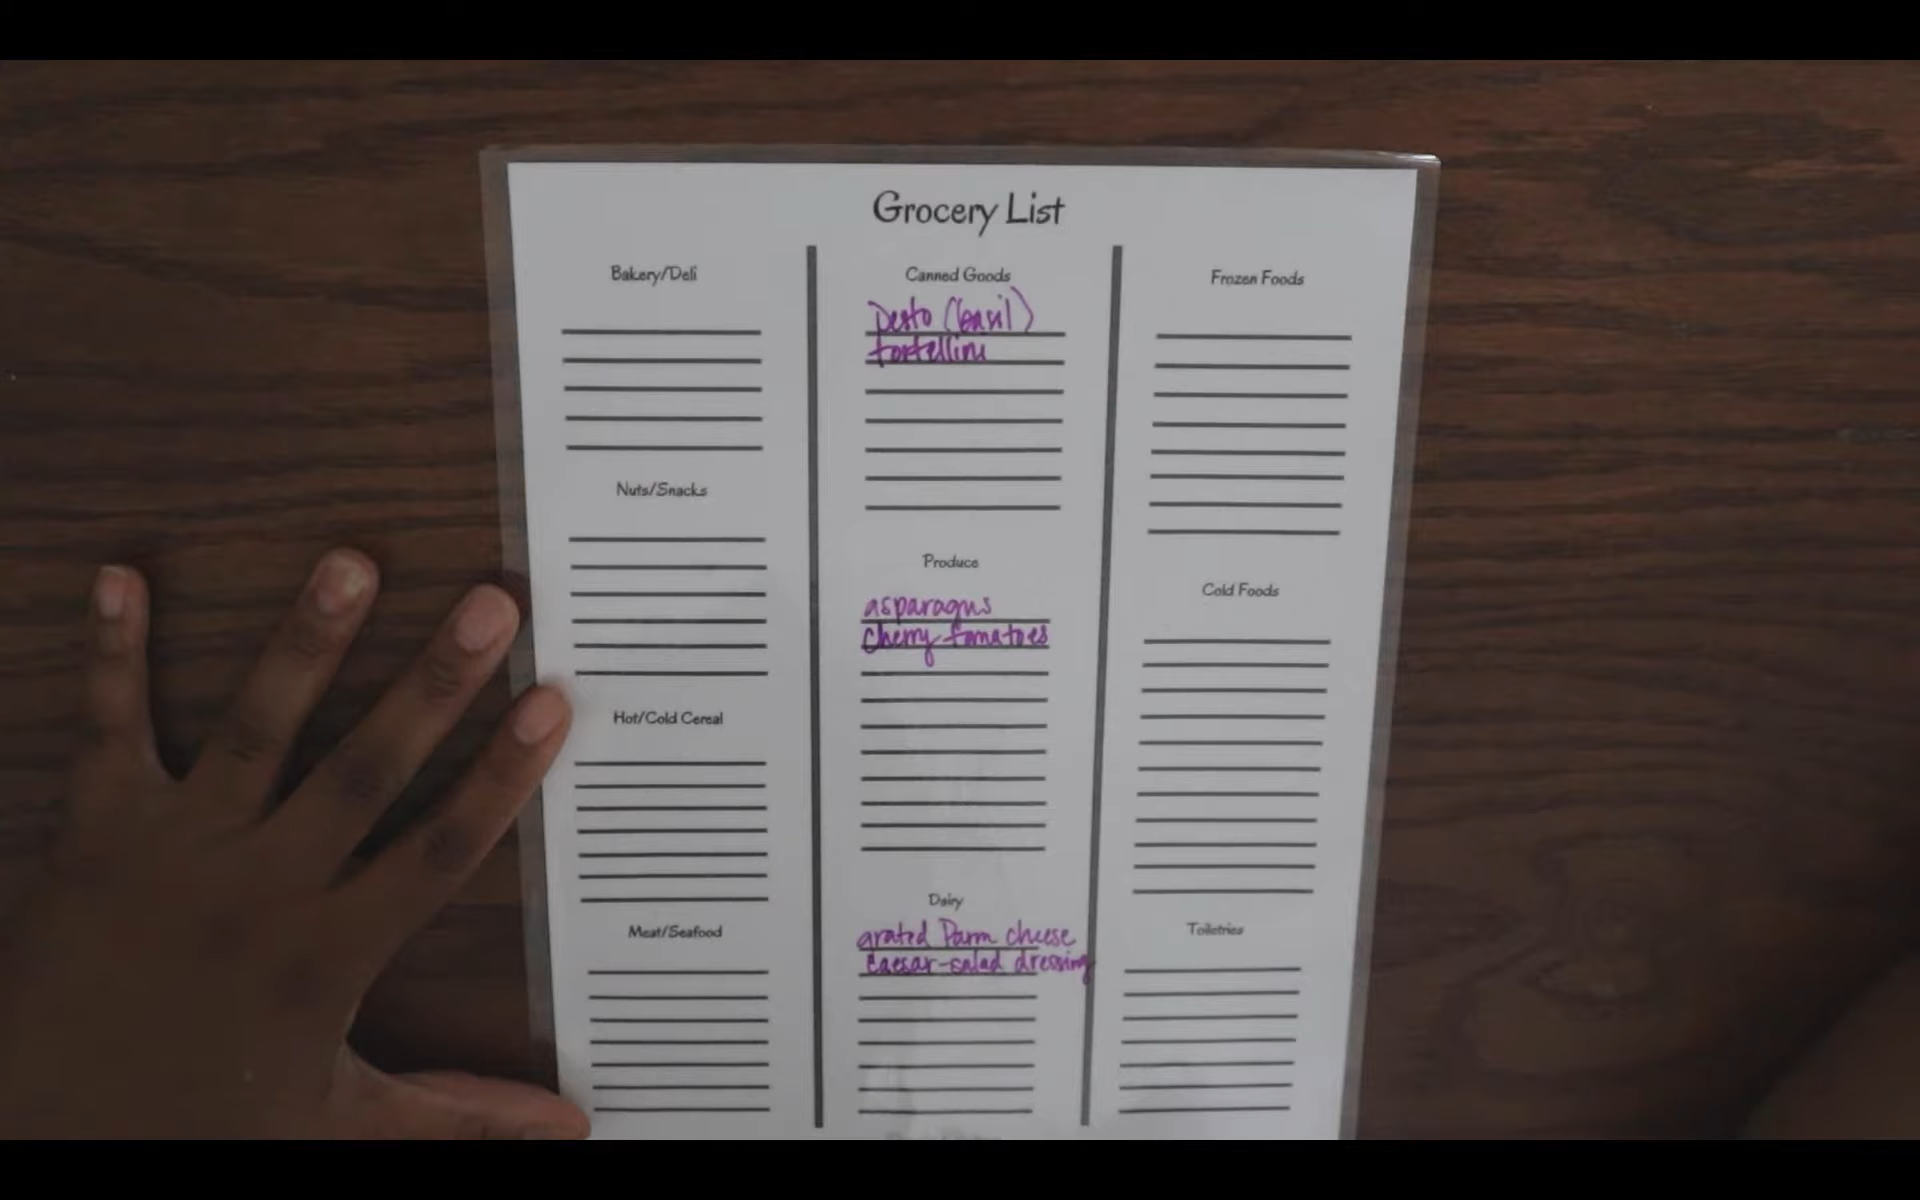 Grocery List
Bakery/Deli
Nuts/Snacks
Hot/Cold Cereal
Meat/Seafood
Canned Goods
Pesto (basil)
tortellini
Produce
asparagus
Cherry tomatoes
Dairy
grated Parm cheese
caesar-salad dressing
Frozen Foods
Cold Foods
Toiletries